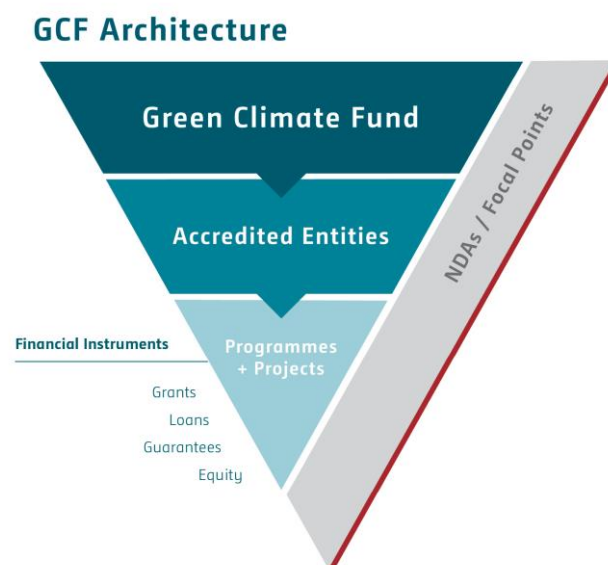 GCF Architecture
Green Climate Fund
NDAs / Focal Points
Accredited Entities
Programmes
+ Projects
Financial Instruments
Grants
Loans
Guarantees
Equity